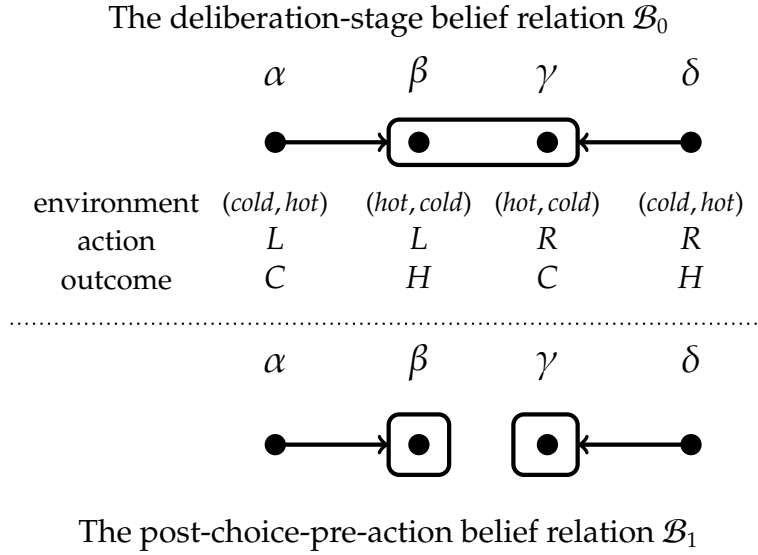 The deliberation-stage belief relation ℬ₀
α β γ δ
environment (cold, hot) (hot, cold) (hot, cold) (cold, hot)
action L L R R
outcome C H C H
α β γ δ
The post-choice-pre-action belief relation ℬ₁